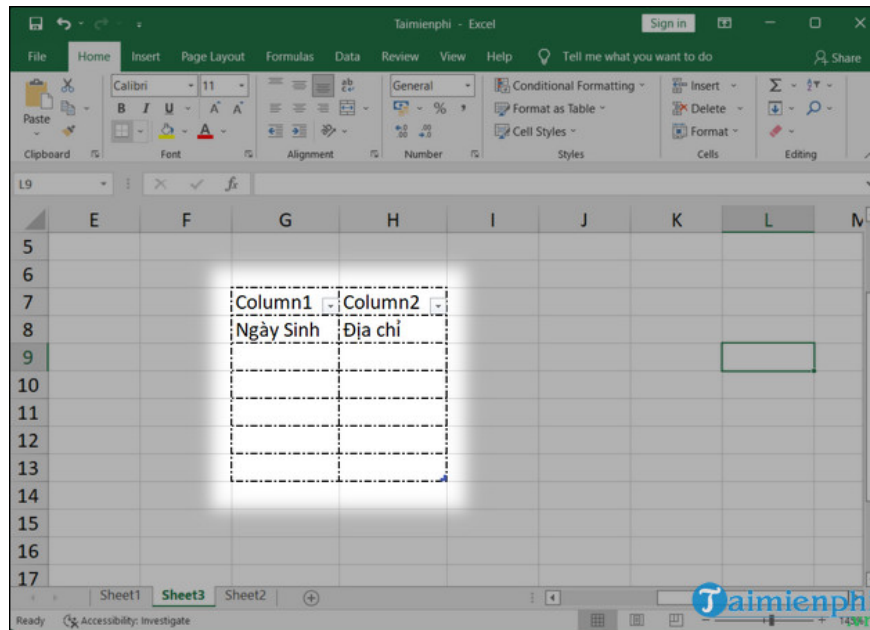 Taimienphi - Excel
Sign in
File Home Insert Page Layout Formulas Data Review View Help Tell me what you want to do Share
Paste
Calibri 11
B I U A A
A
ab
General
% ,
Conditional Formatting
Format as Table
Cell Styles
Insert
Delete
Format
Σ
Clipboard Font Alignment Number Styles Cells Editing
L9 fx
E F G H I J K L M
5
6
7 Column1 Column2
8 Ngày Sinh Địa chỉ
9
10
11
12
13
14
15
16
17
Sheet1 Sheet3 Sheet2
Ready Accessibility: Investigate
Taimienph